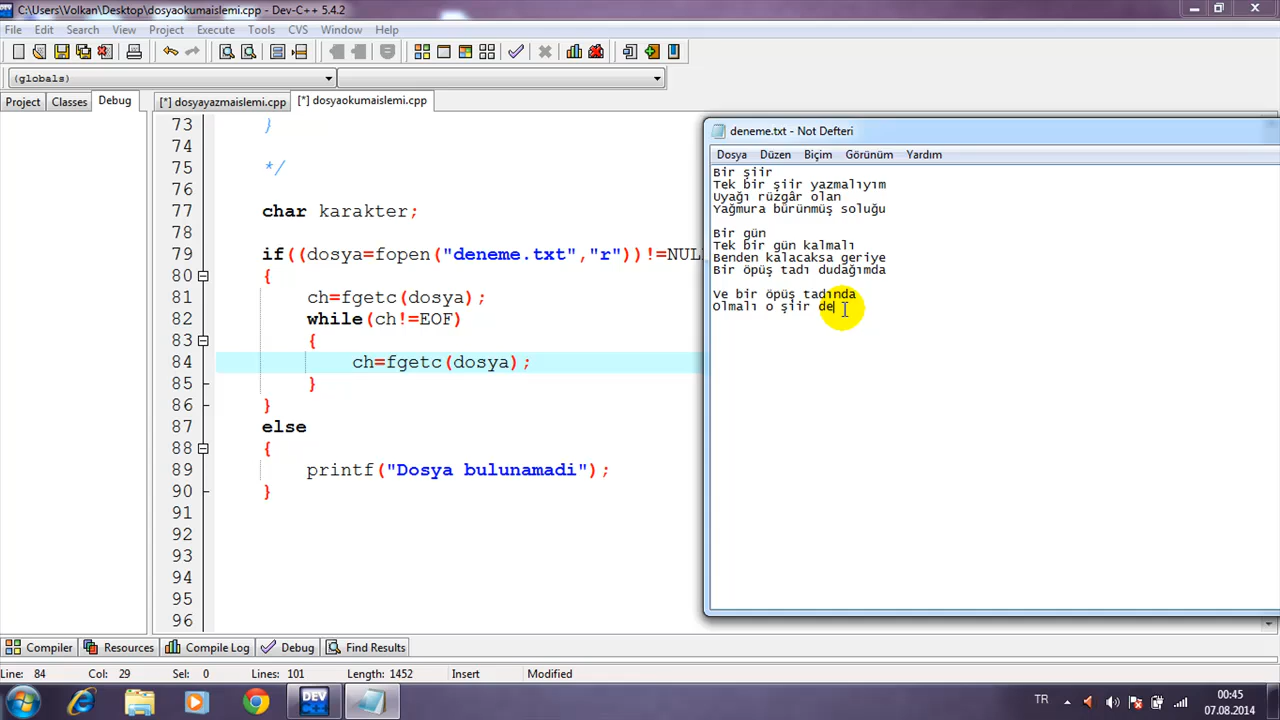 C:\Users\Volkan\Desktop\dosyaokumaislemi.cpp - Dev-C++ 5.4.2
File Edit Search View Project Execute Tools CVS Window Help
(globals)
Project Classes Debug
[*] dosyayazmaislemi.cpp [*] dosyaokumaislemi.cpp
73 }
74
75 */
76
77 char karakter;
78
79 if((dosya=fopen("deneme.txt","r"))!=NULL
80 {
81 ch=fgetc(dosya);
82 while(ch!=EOF)
83 {
84 ch=fgetc(dosya);
85 }
86 }
87 else
88 {
89 printf("Dosya bulunamadi");
90 }
91
92
93
94
95
96
deneme.txt - Not Defteri
Dosya Düzen Biçim Görünüm Yardım
Bir şiir
Tek bir şiir yazmalıyım
Uyağı rüzgâr olan
Yağmura bürünmüş soluğu
Bir gün
Tek bir gün kalmalı
Benden kalacaksa geriye
Bir öpüş tadı dudağımda
Ve bir öpüş tadında
Olmalı o şiir de
Compiler Resources Compile Log Debug Find Results
Line: 84 Col: 29 Sel: 0 Lines: 101 Length: 1452 Insert Modified
DEV
TR
00:45
07.08.2014